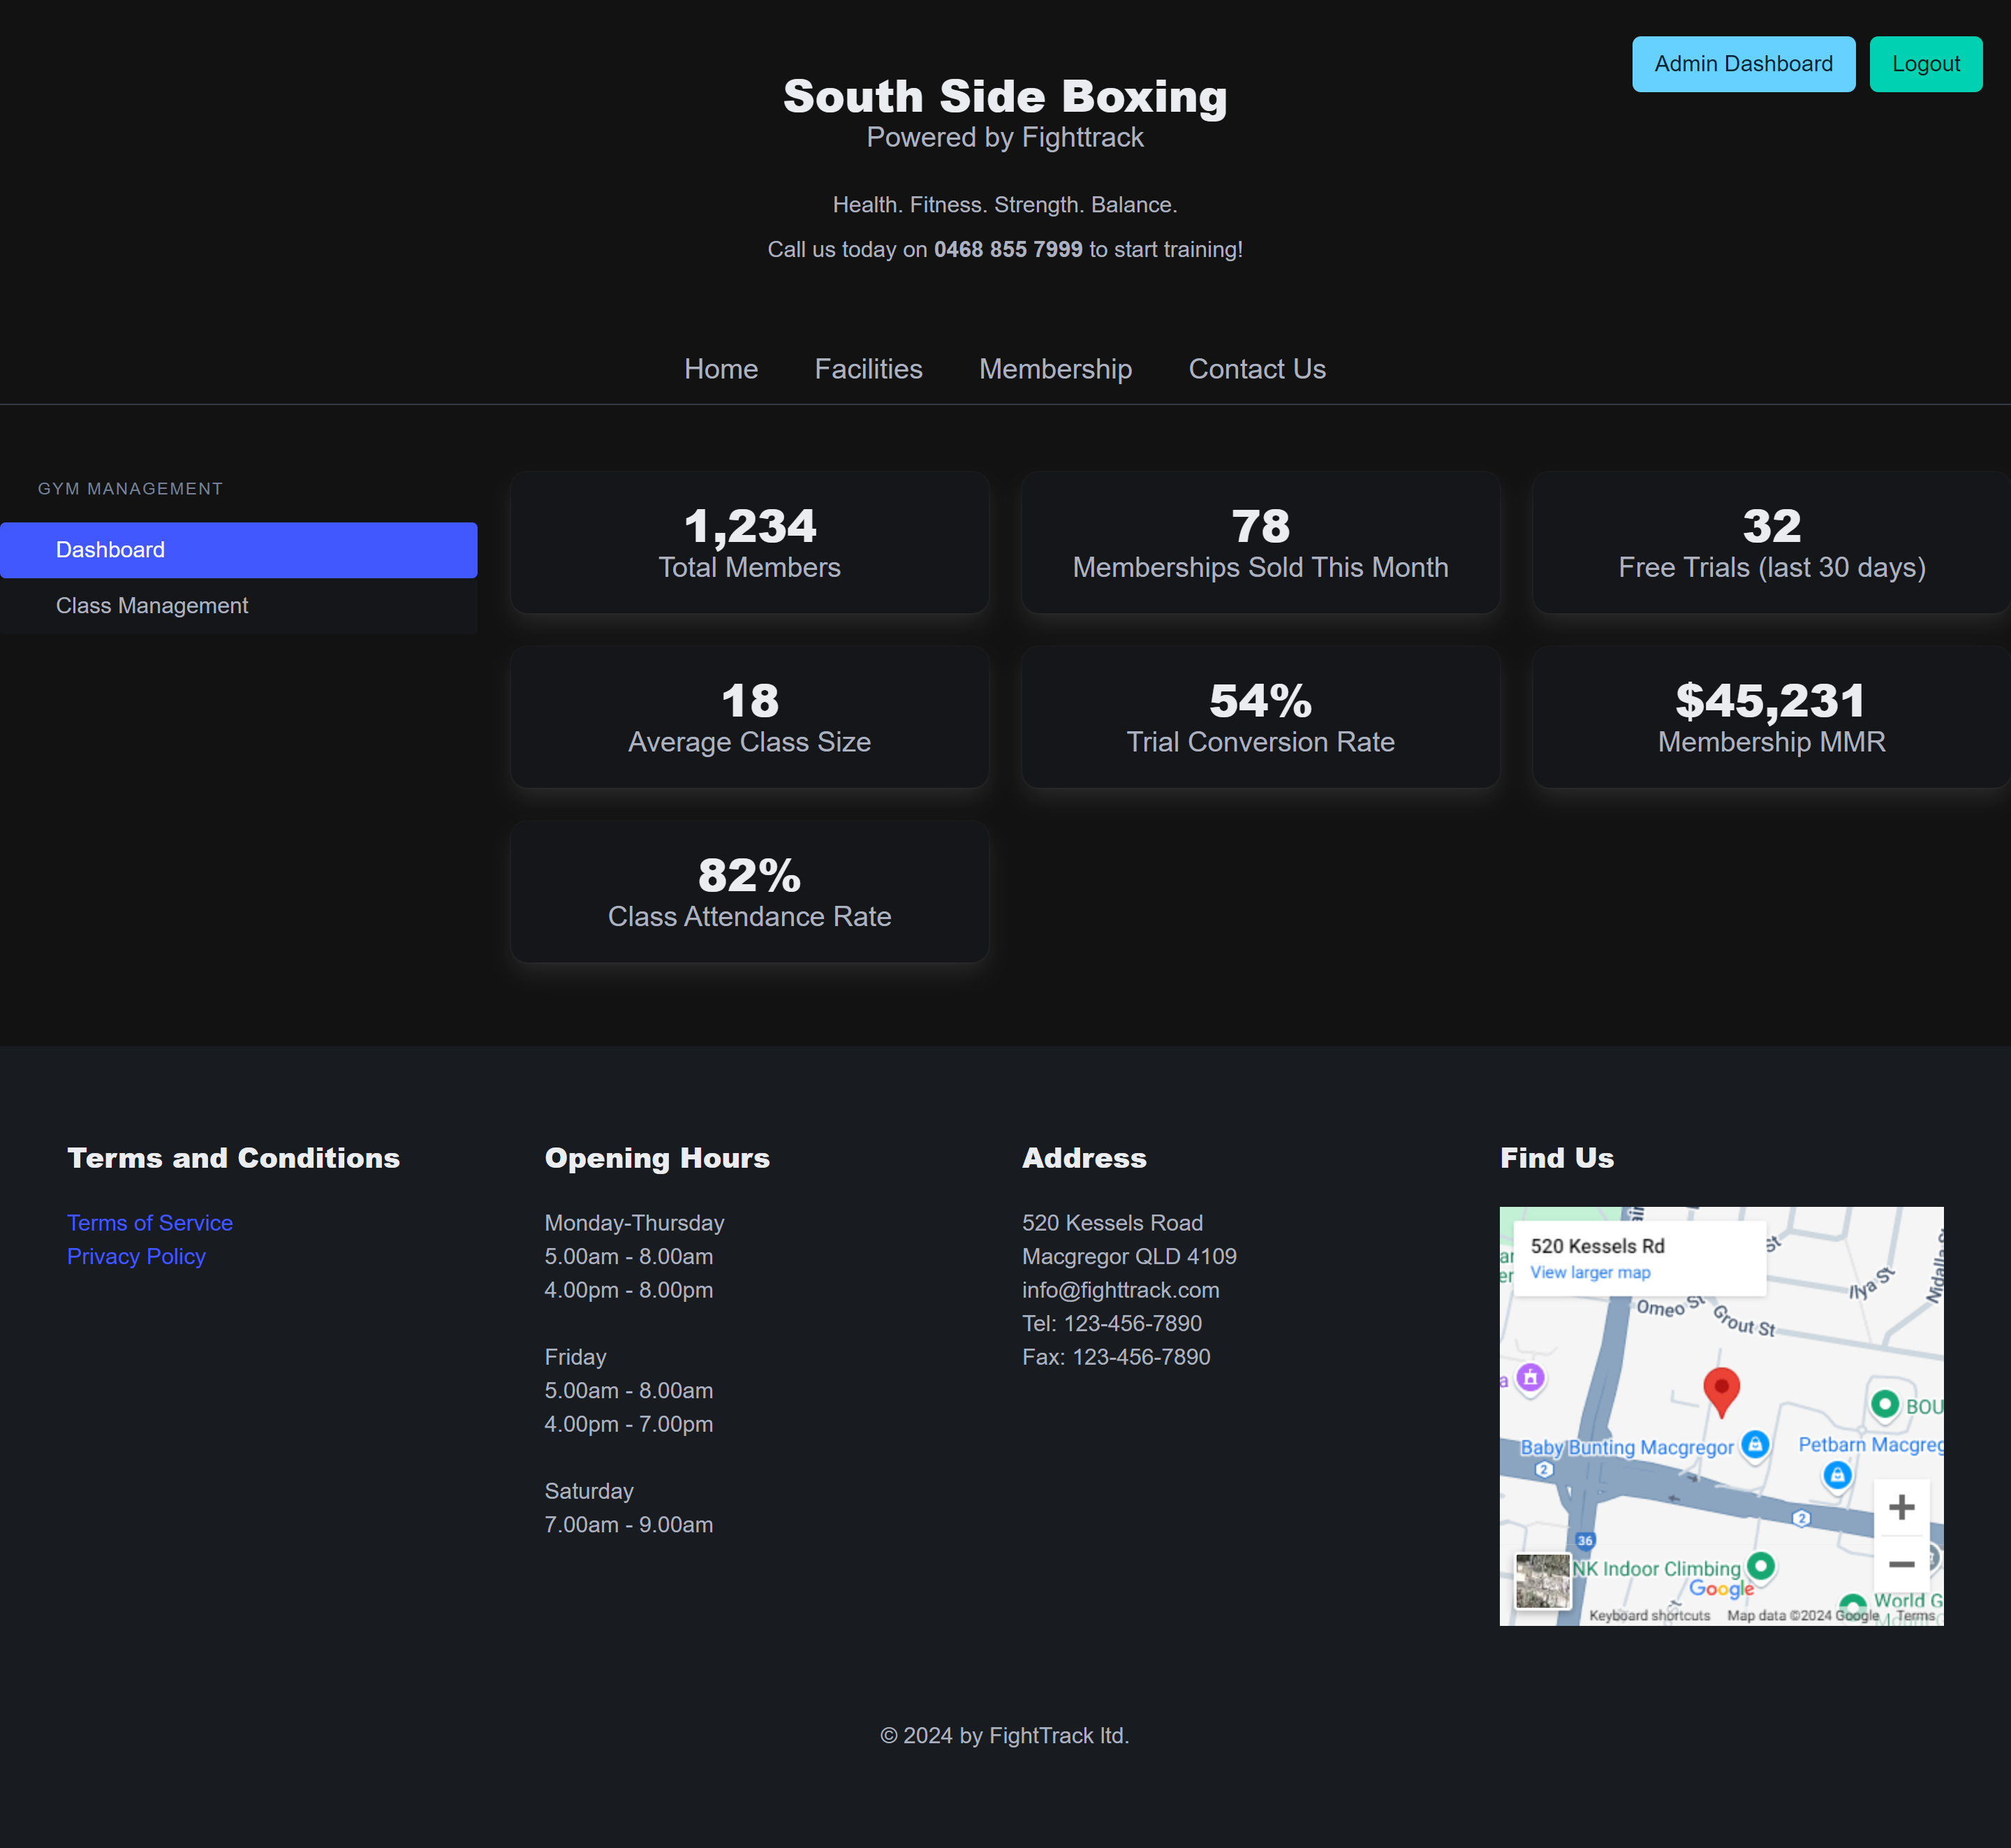 Admin Dashboard
Logout
South Side Boxing
Powered by Fighttrack
Health. Fitness. Strength. Balance.
Call us today on 0468 855 7999 to start training!
Home
Facilities
Membership
Contact Us
GYM MANAGEMENT
Dashboard
Class Management
1,234
Total Members
78
Memberships Sold This Month
32
Free Trials (last 30 days)
18
Average Class Size
54%
Trial Conversion Rate
$45,231
Membership MMR
82%
Class Attendance Rate
Terms and Conditions
Terms of Service
Privacy Policy
Opening Hours
Monday-Thursday
5.00am - 8.00am
4.00pm - 8.00pm
Friday
5.00am - 8.00am
4.00pm - 7.00pm
Saturday
7.00am - 9.00am
Address
520 Kessels Road
Macgregor QLD 4109
info@fighttrack.com
Tel: 123-456-7890
Fax: 123-456-7890
Find Us
520 Kessels Rd
View larger map
Omeo St
Grout St
Ilya St
Baby Bunting Macgregor
Petbarn
2
2
36
NK Indoor Climbing
Google
World
Keyboard shortcuts
Map data ©2024 Google
Terms
© 2024 by FightTrack ltd.